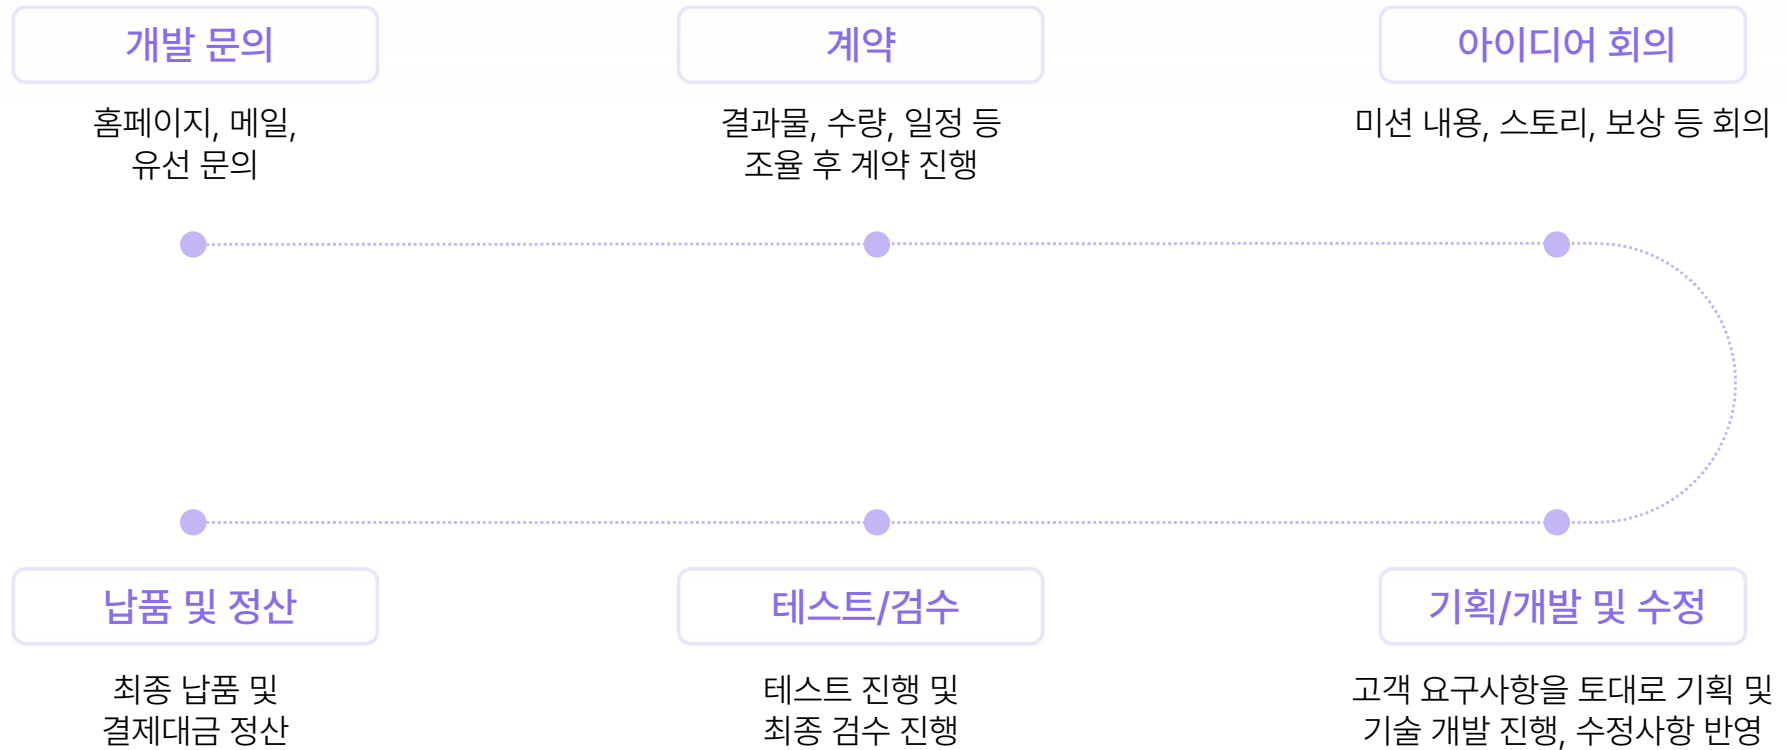 개발 문의
홈페이지, 메일,
유선 문의
계약
결과물, 수량, 일정 등
조율 후 계약 진행
아이디어 회의
미션 내용, 스토리, 보상 등 회의
기획/개발 및 수정
고객 요구사항을 토대로 기획 및
기술 개발 진행, 수정사항 반영
테스트/검수
테스트 진행 및
최종 검수 진행
납품 및 정산
최종 납품 및
결제대금 정산